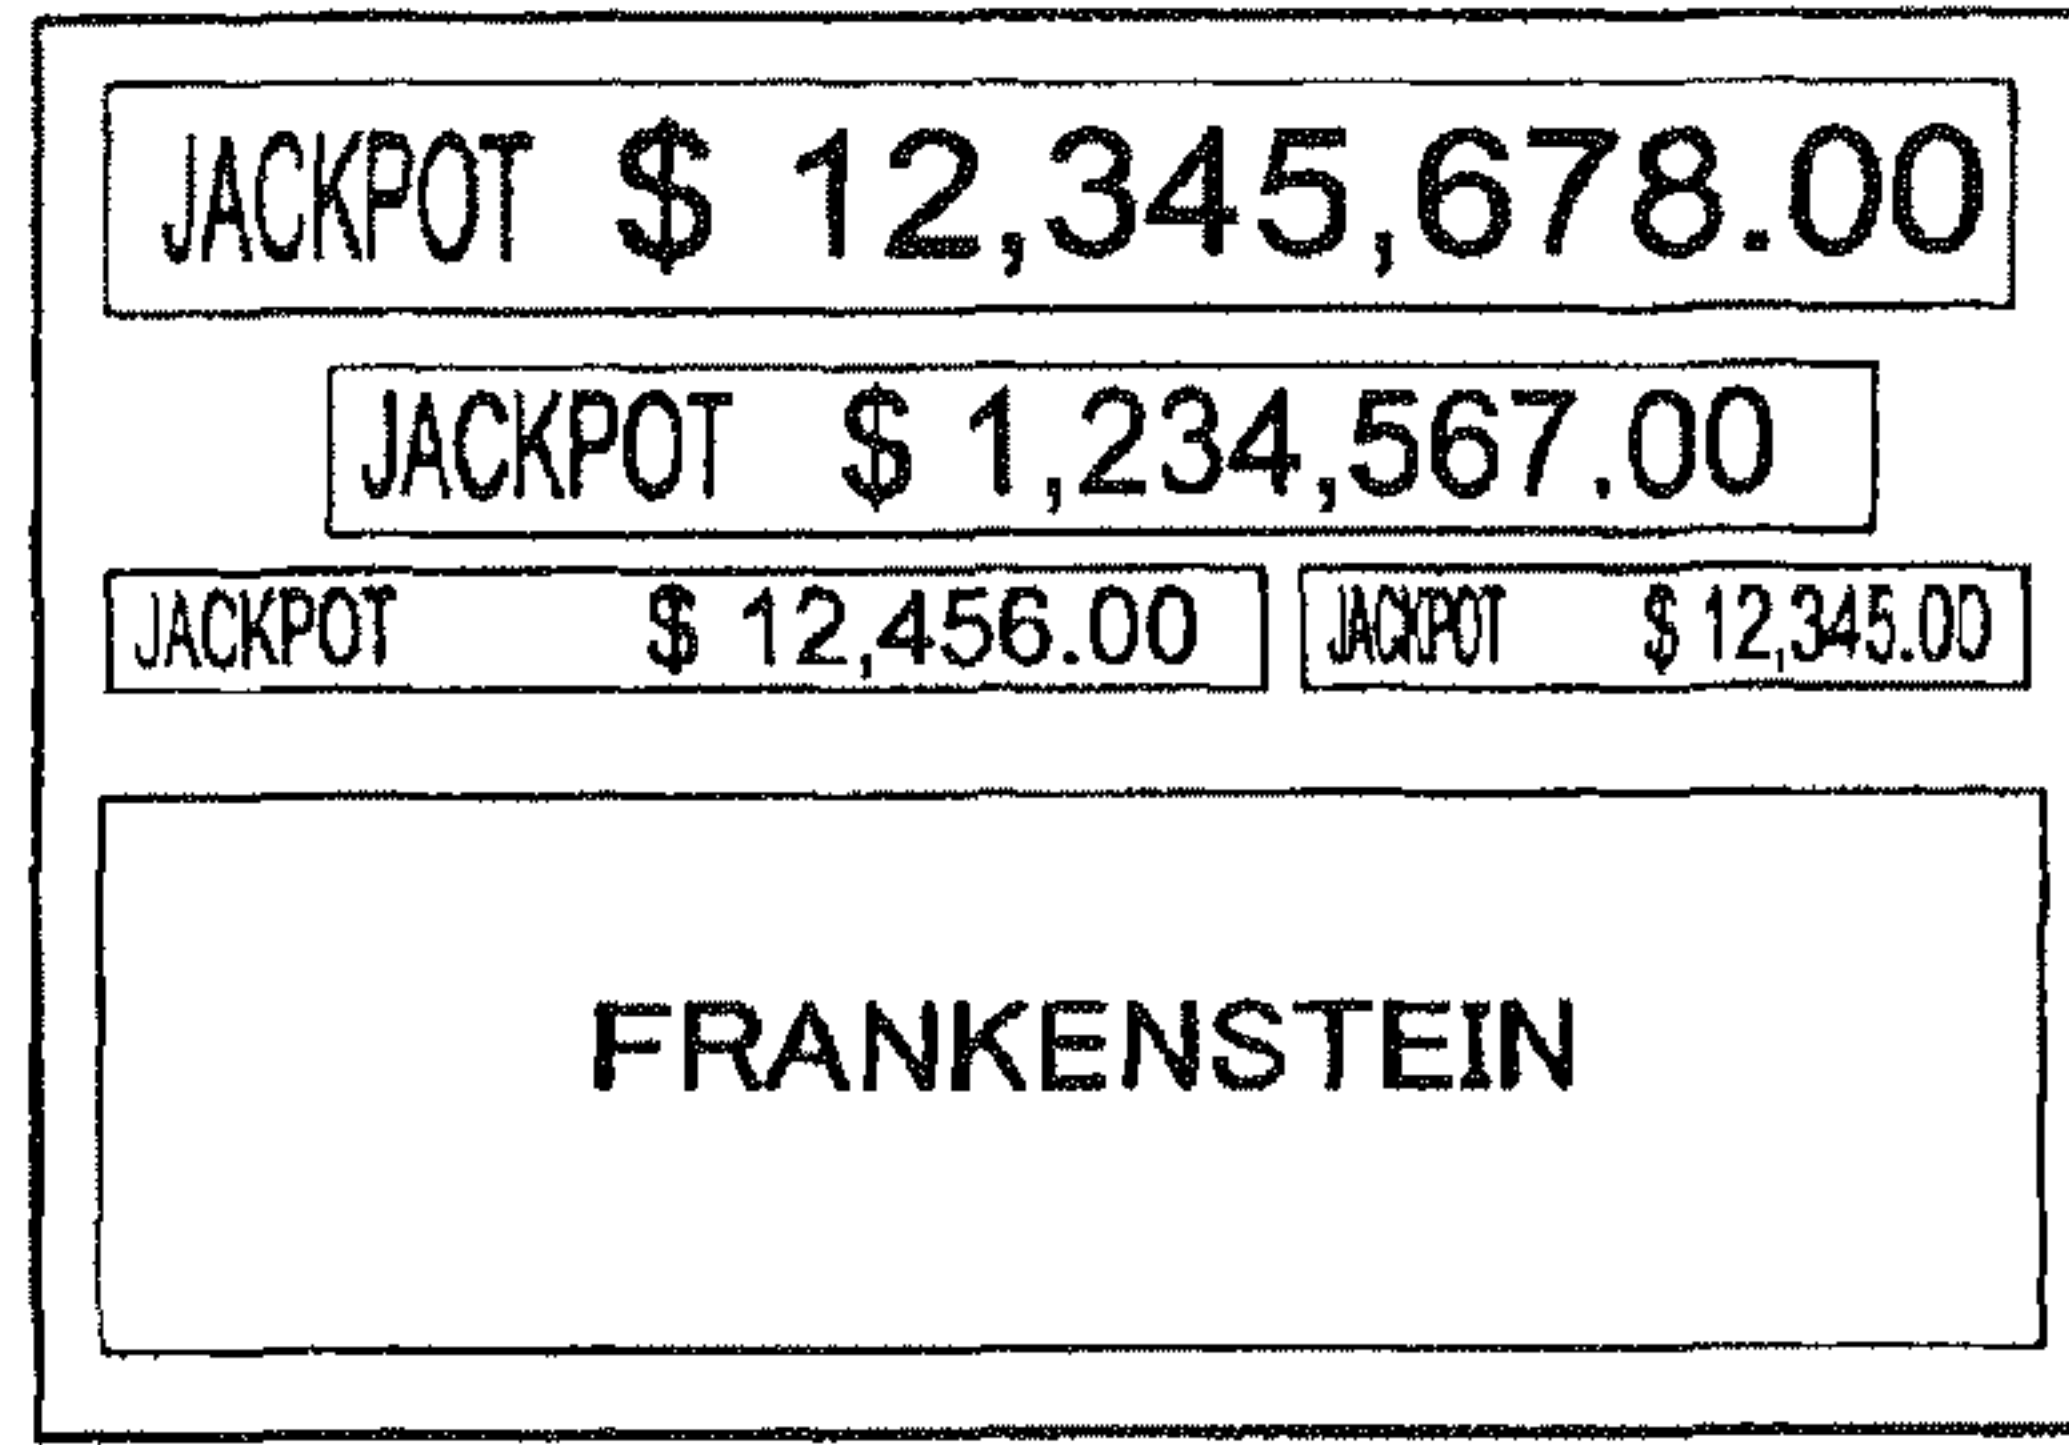 JACKPOT $ 12,345,678.00
JACKPOT $ 1,234,567.00
JACKPOT $ 12,456.00 JACKPOT $ 12,345.00
FRANKENSTEIN